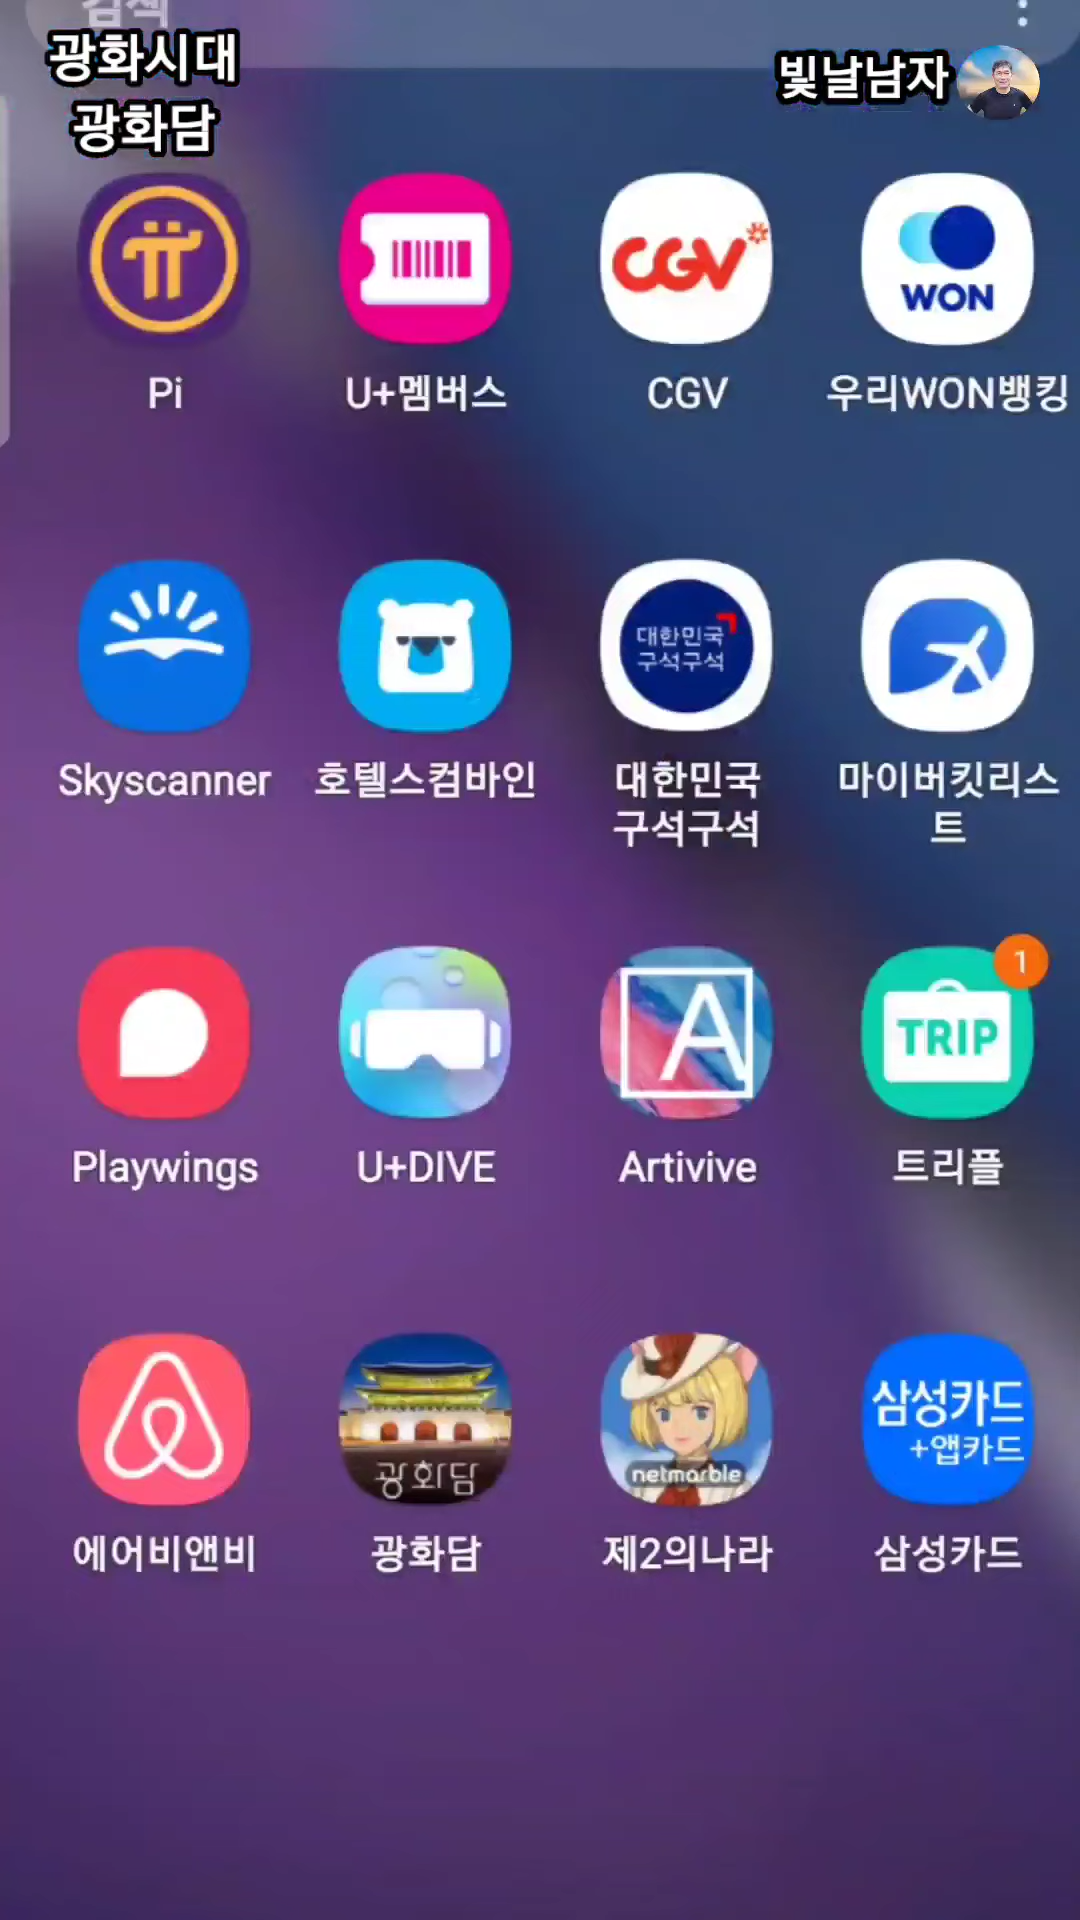 검색
광화시대
광화담
빛날남자
WON
CGV
Pi
U+멤버스
CGV
우리WON뱅킹
대한민국
구석구석
Skyscanner
호텔스컴바인
대한민국
구석구석
마이버킷리스
트
A
TRIP
1
Playwings
U+DIVE
Artivive
트리플
광화담
netmarble
삼성카드
+앱카드
에어비앤비
광화담
제2의나라
삼성카드